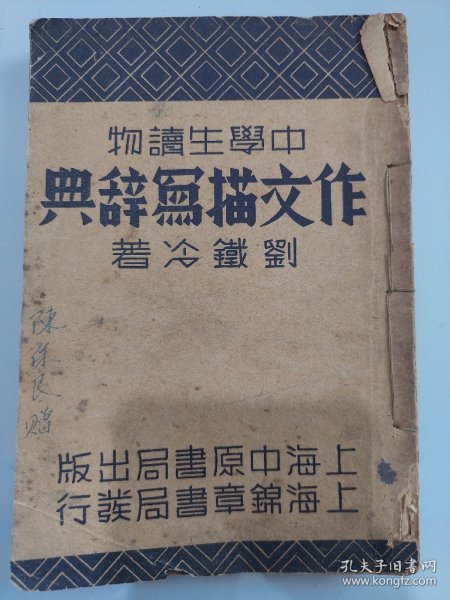 中學生讀物
作文描寫辭典
劉鐵冷著
陳保良贈
上海中原書局出版
上海錦章書局發行
孔夫子旧书网
www.kongfz.com